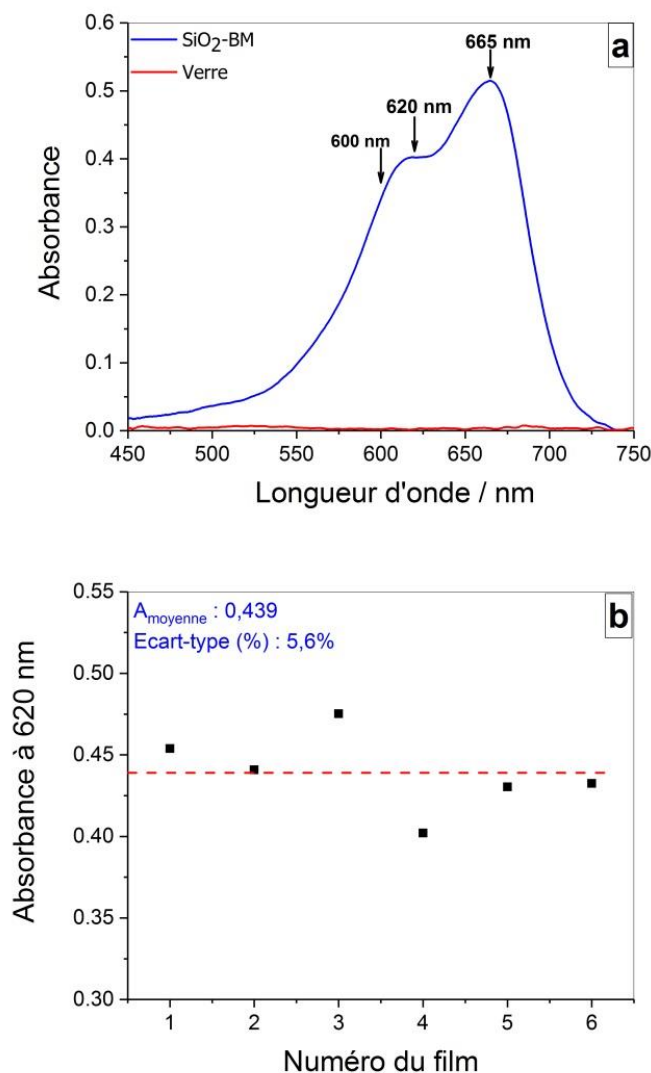 0.6
SiO2-BM
Verre
665 nm
a
0.5
620 nm
600 nm
0.4
Absorbance
0.3
0.2
0.1
0.0
450 500 550 600 650 700 750
Longueur d'onde / nm
0.55
Amoyenne : 0,439
Ecart-type (%) : 5,6%
b
0.50
Absorbance à 620 nm
0.45
0.40
0.35
0.30
1 2 3 4 5 6
Numéro du film